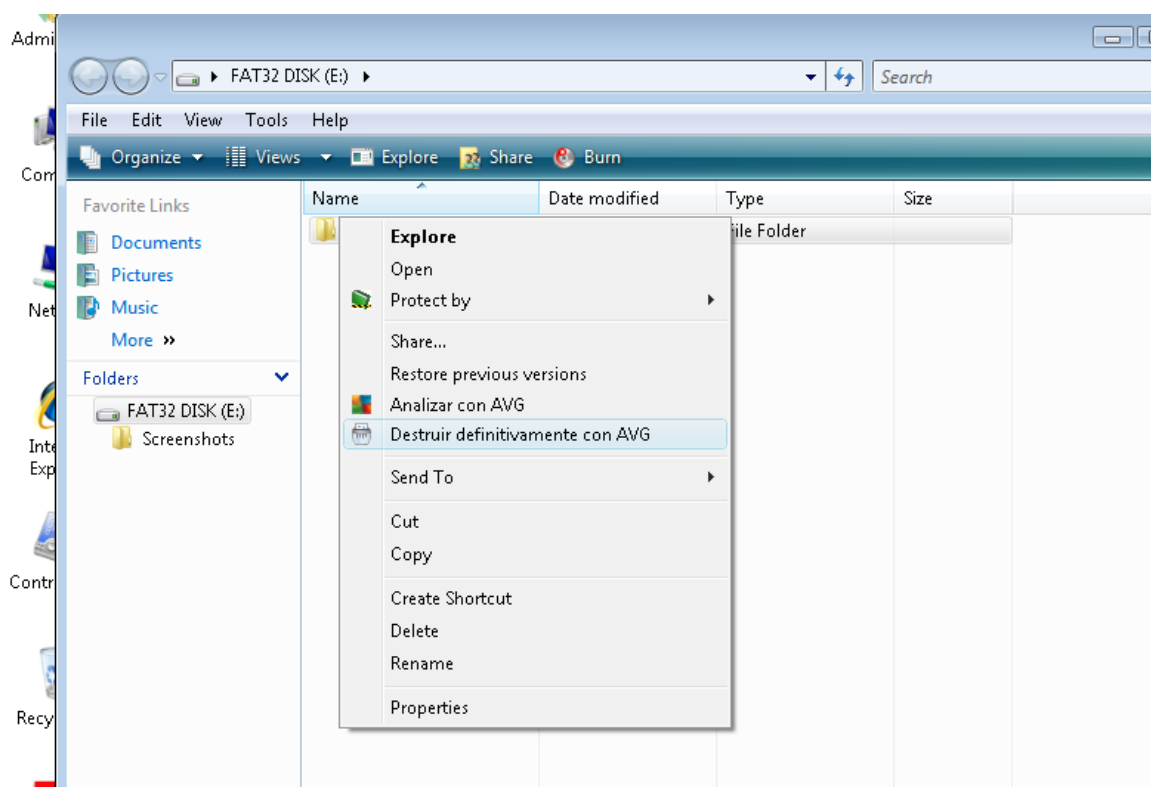 Admi
FAT32 DISK (E:)
Search
File Edit View Tools Help
Organize Views Explore Share Burn
Com
Favorite Links
Name Date modified Type Size
Documents
File Folder
Explore
Pictures
Open
Net
Music
Protect by
More »
Share...
Folders
Restore previous versions
FAT32 DISK (E:)
Analizar con AVG
Inte
Exp
Screenshots
Destruir definitivamente con AVG
Send To
Cut
Copy
Contr
Create Shortcut
Delete
Rename
Recy
Properties